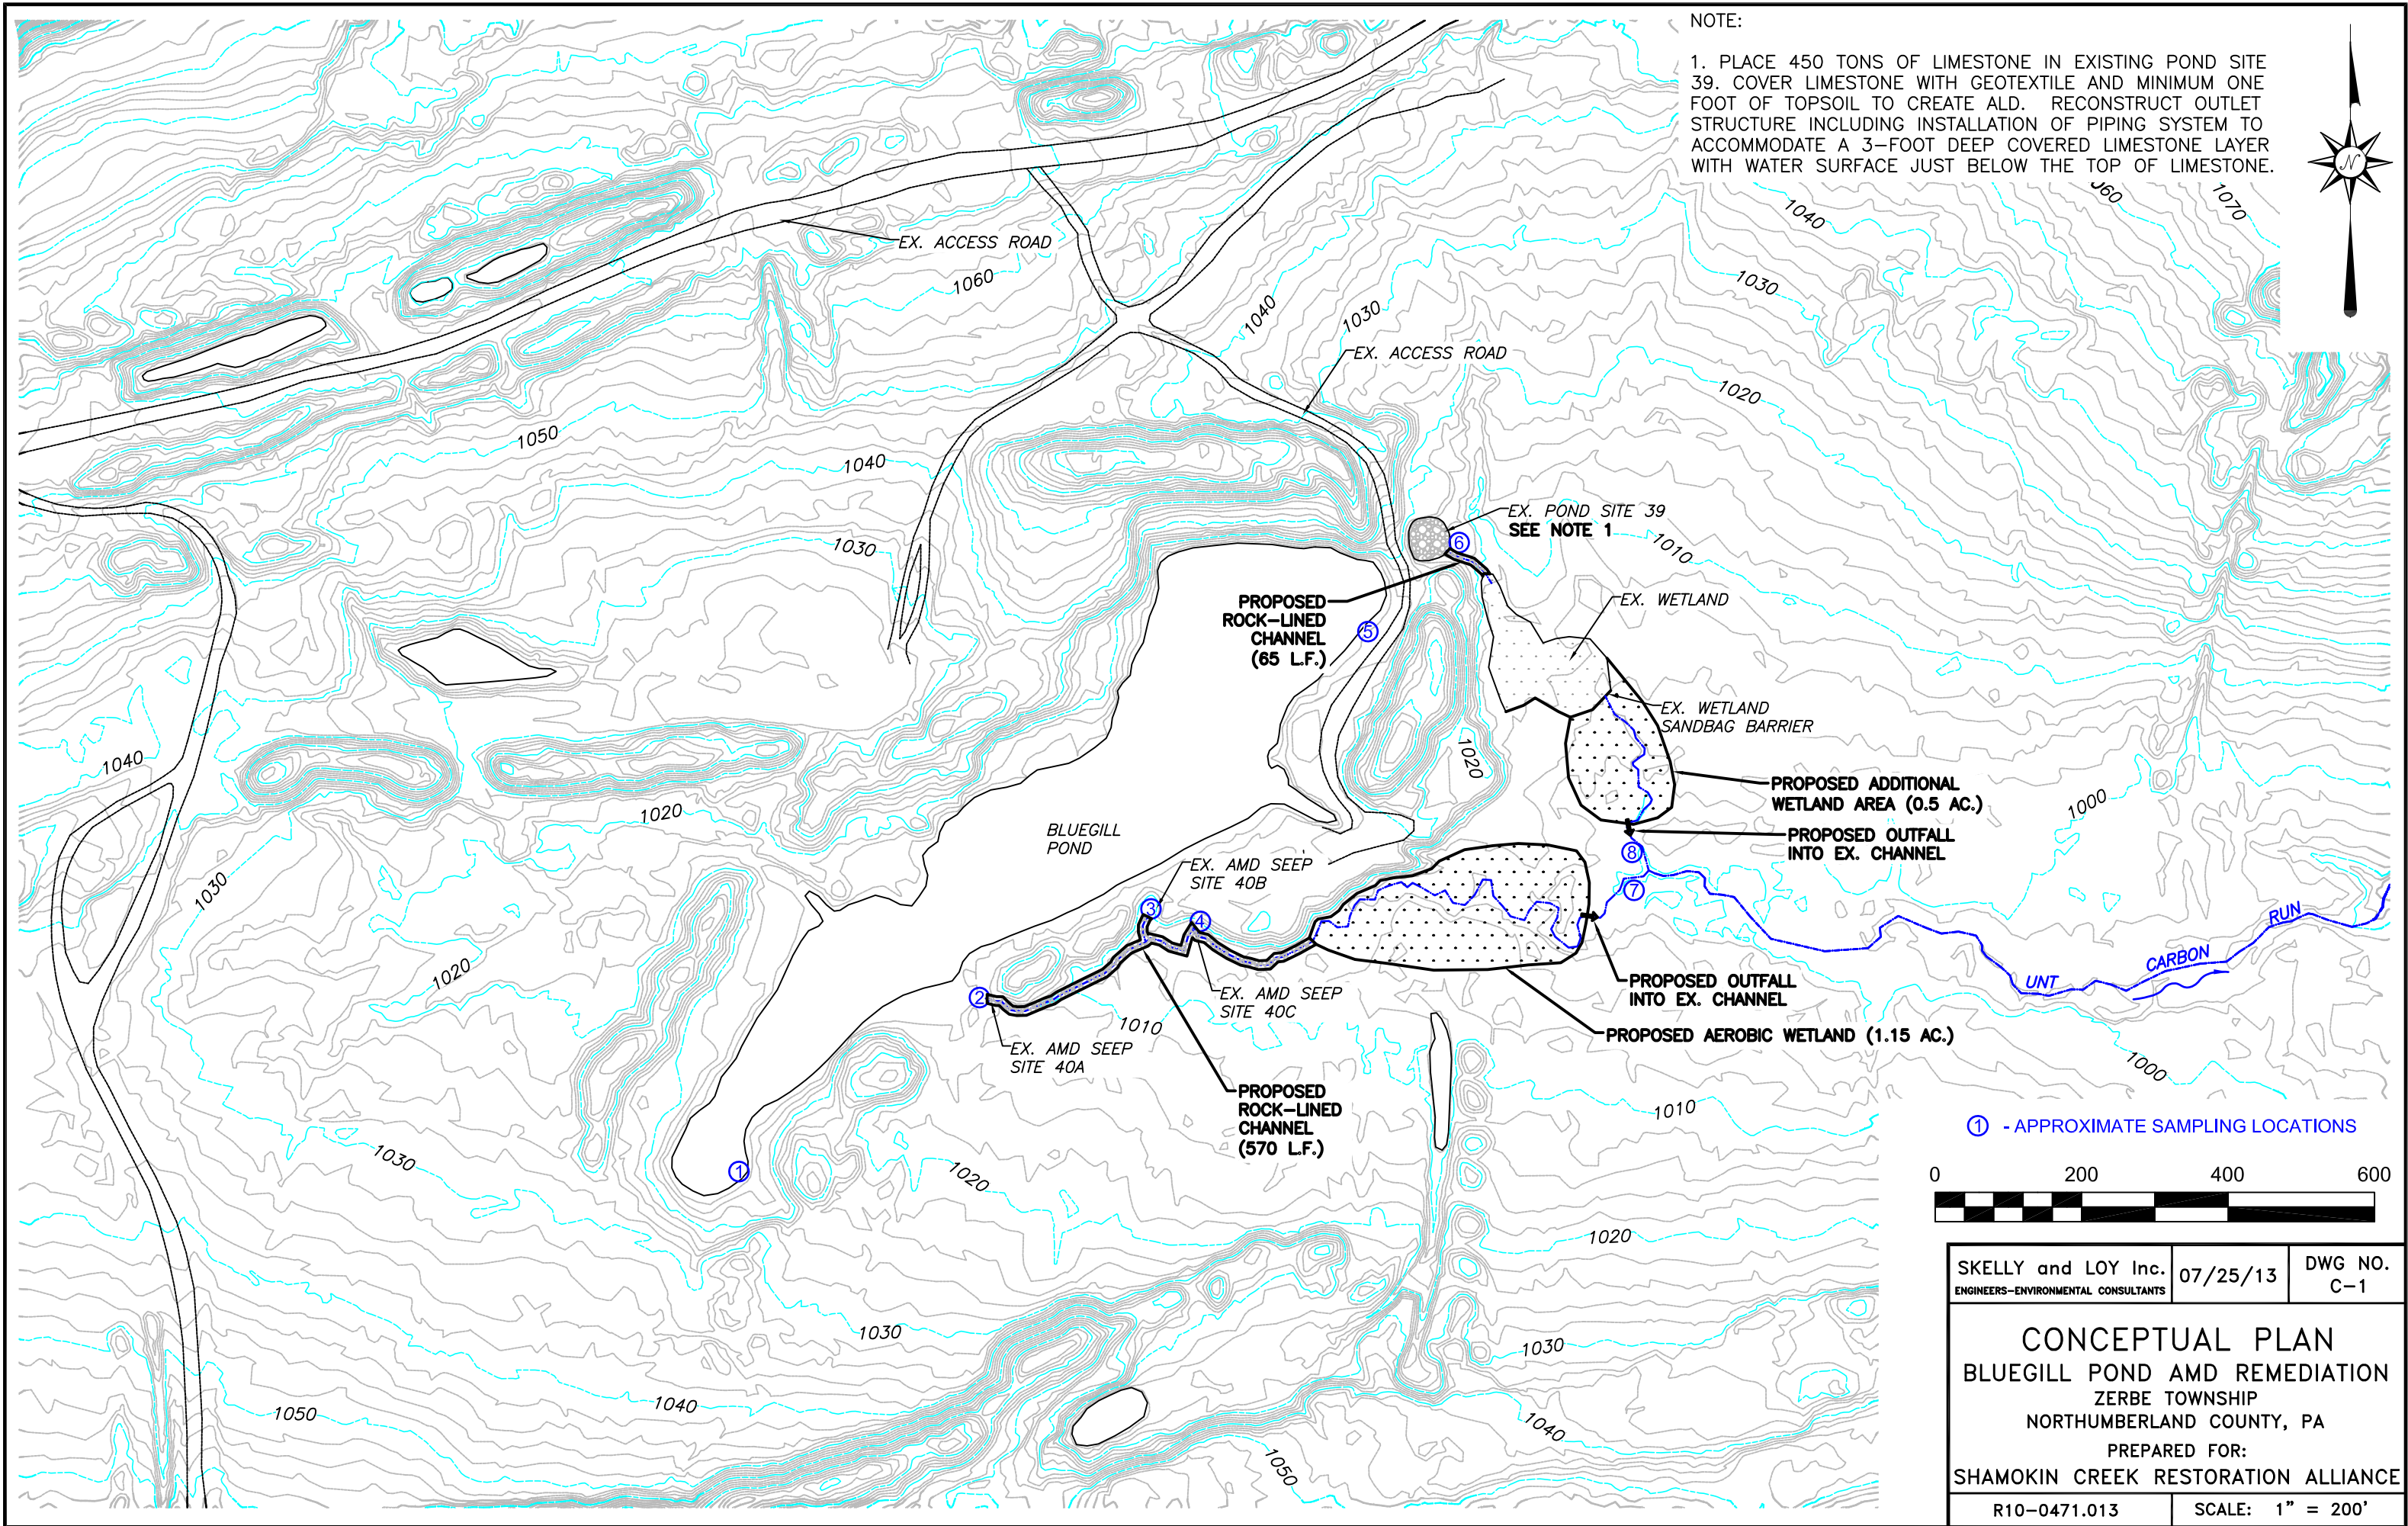 NOTE:
1. PLACE 450 TONS OF LIMESTONE IN EXISTING POND SITE
39. COVER LIMESTONE WITH GEOTEXTILE AND MINIMUM ONE
FOOT OF TOPSOIL TO CREATE ALD. RECONSTRUCT OUTLET
STRUCTURE INCLUDING INSTALLATION OF PIPING SYSTEM TO
ACCOMMODATE A 3-FOOT DEEP COVERED LIMESTONE LAYER
WITH WATER SURFACE JUST BELOW THE TOP OF LIMESTONE.
N
1040
1070
1030
EX. ACCESS ROAD
1060
1040
1030
EX. ACCESS ROAD
1020
1050
1040
1030
EX. POND SITE 39
SEE NOTE 1
6
1010
PROPOSED
ROCK-LINED
CHANNEL
(65 L.F.)
5
EX. WETLAND
EX. WETLAND
SANDBAG BARRIER
1020
1040
1020
PROPOSED ADDITIONAL
WETLAND AREA (0.5 AC.)
1000
PROPOSED OUTFALL
INTO EX. CHANNEL
8
7
BLUEGILL
POND
EX. AMD SEEP
SITE 40B
3
4
1030
1020
2
EX. AMD SEEP
SITE 40C
1010
EX. AMD SEEP
SITE 40A
PROPOSED OUTFALL
INTO EX. CHANNEL
UNT
CARBON
RUN
PROPOSED AEROBIC WETLAND (1.15 AC.)
1000
PROPOSED
ROCK-LINED
CHANNEL
(570 L.F.)
1010
1030
1
1020
1020
1030
1030
1040
1050
1040
1050
1 - APPROXIMATE SAMPLING LOCATIONS
0 200 400 600
SKELLY and LOY Inc.
ENGINEERS-ENVIRONMENTAL CONSULTANTS
07/25/13
DWG NO.
C-1
CONCEPTUAL PLAN
BLUEGILL POND AMD REMEDIATION
ZERBE TOWNSHIP
NORTHUMBERLAND COUNTY, PA
PREPARED FOR:
SHAMOKIN CREEK RESTORATION ALLIANCE
R10-0471.013
SCALE: 1" = 200'